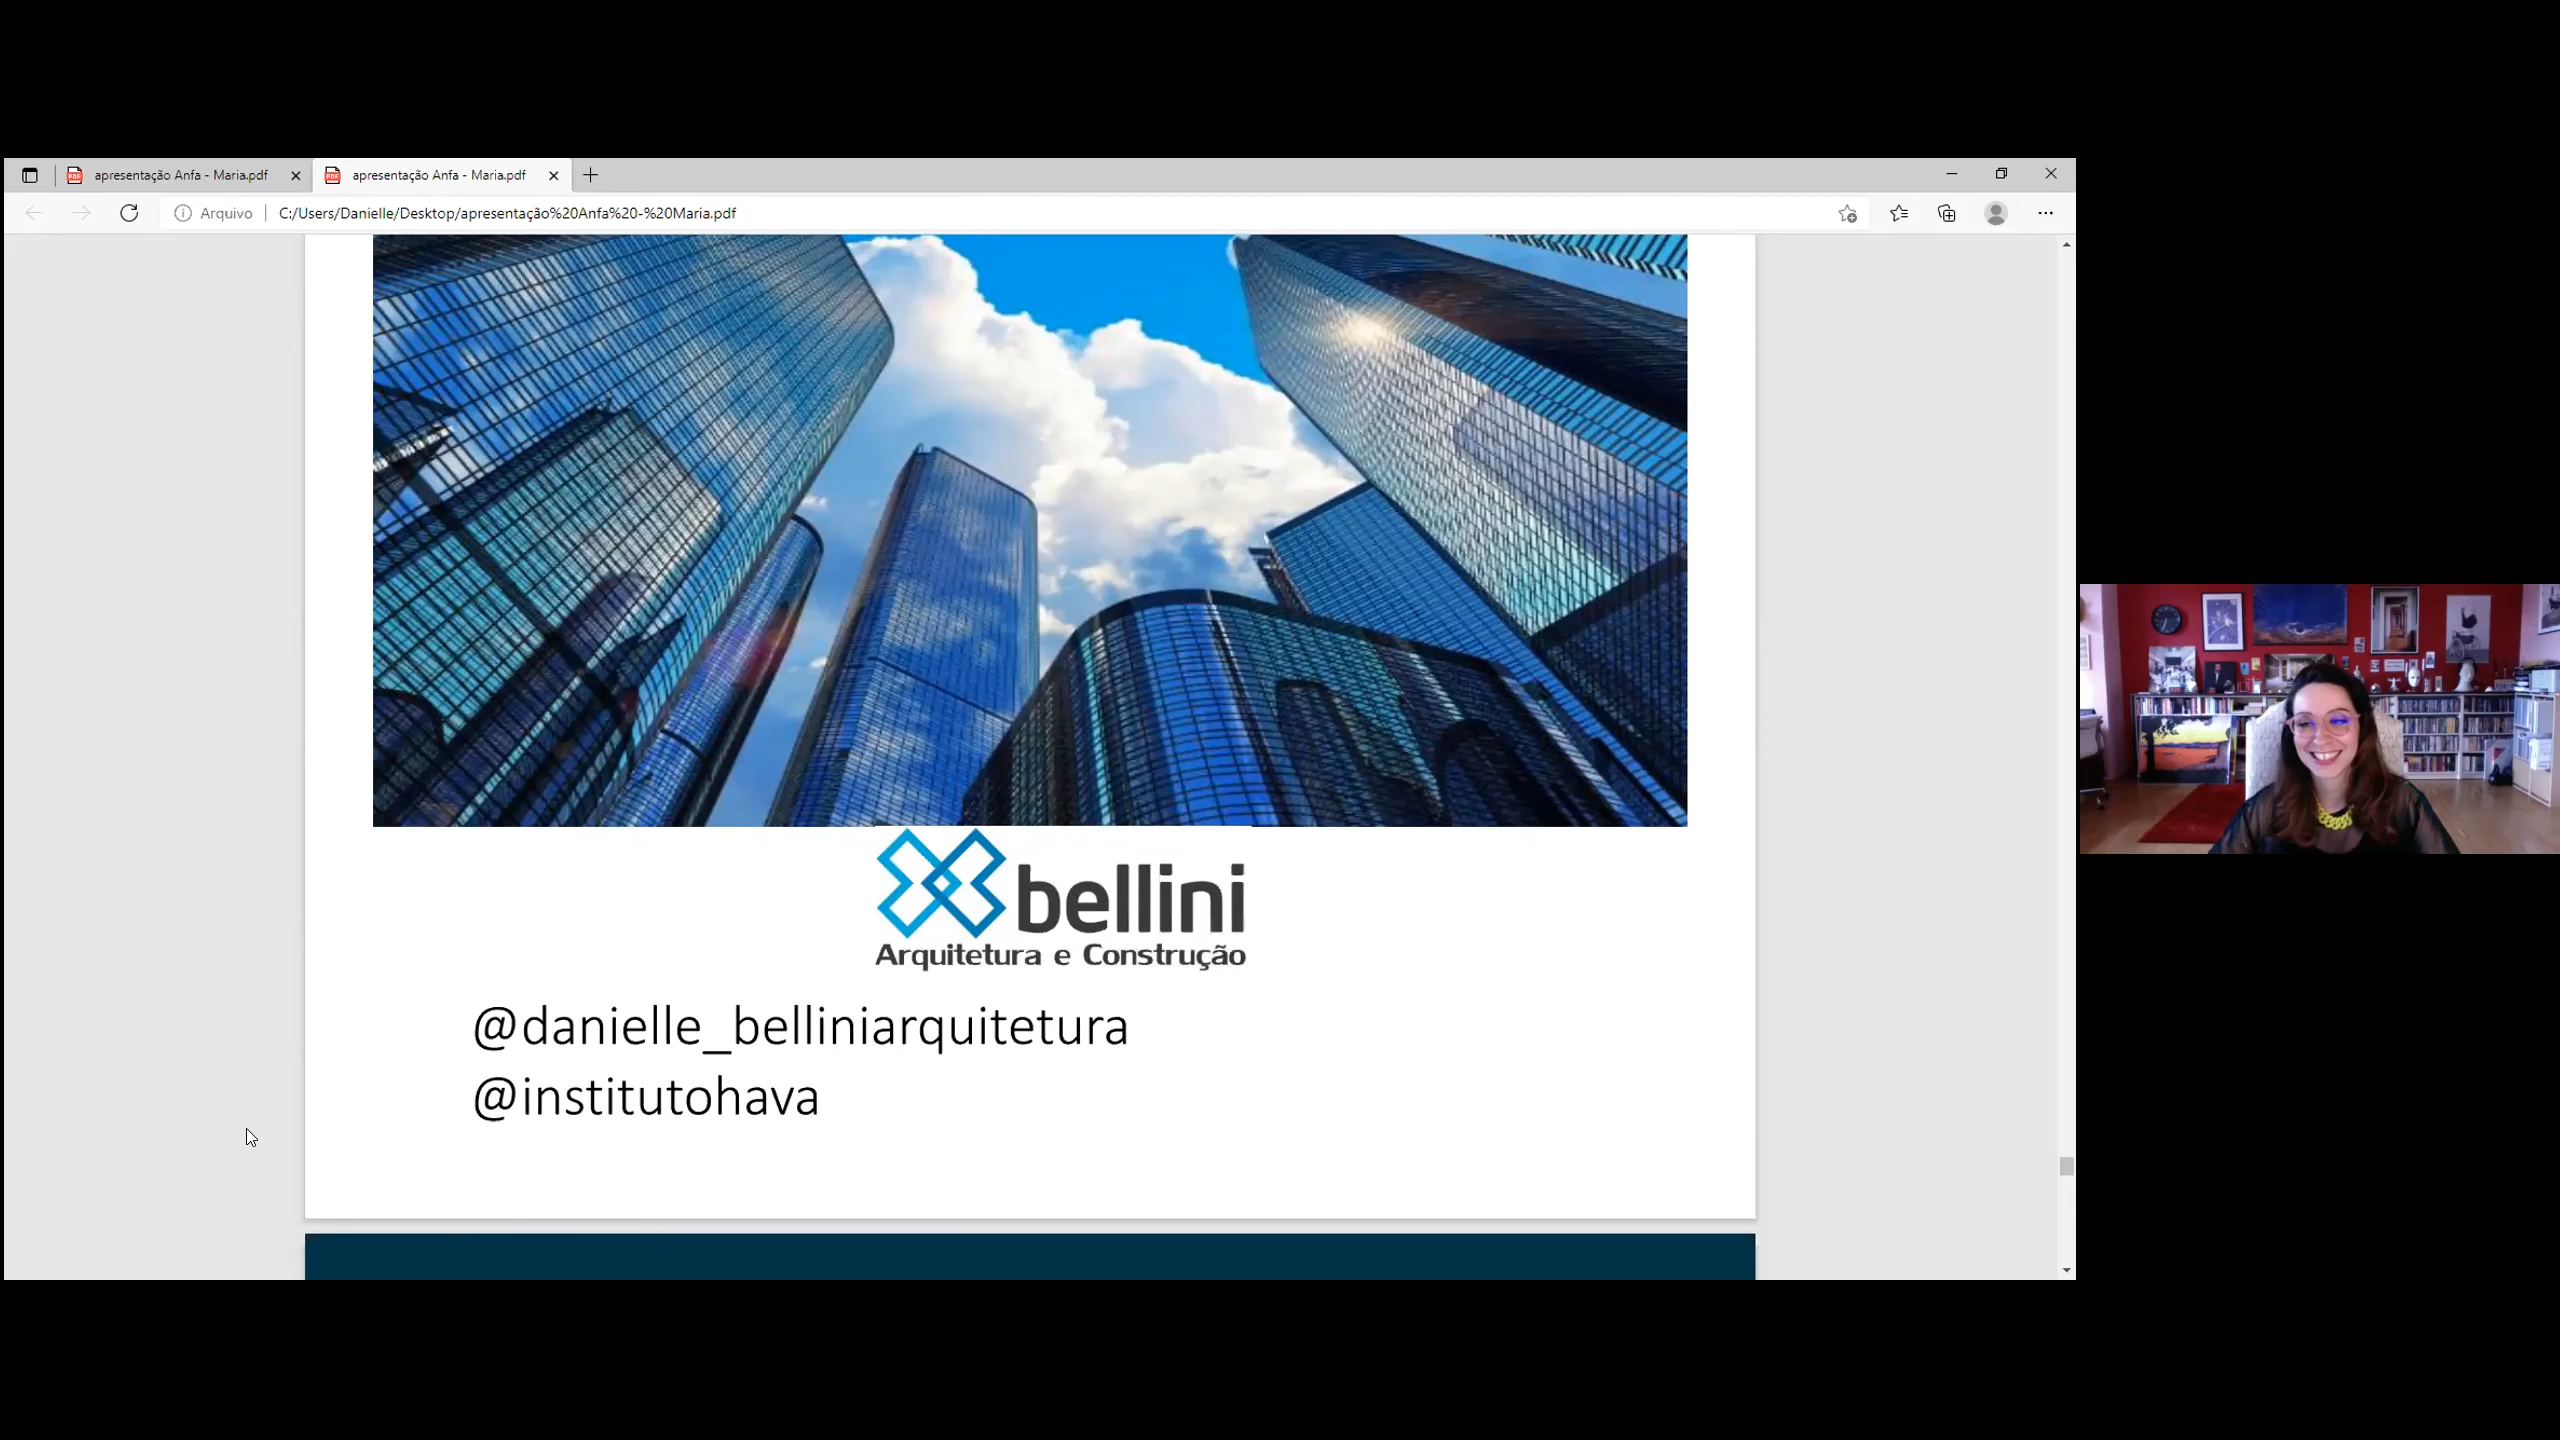 apresentação Anfa - Maria.pdf
apresentação Anfa - Maria.pdf
Arquivo
C:/Users/Danielle/Desktop/apresentação%20Anfa%20-%20Maria.pdf
bellini
Arquitetura e Construção
@danielle_belliniarquitetura
@institutohava